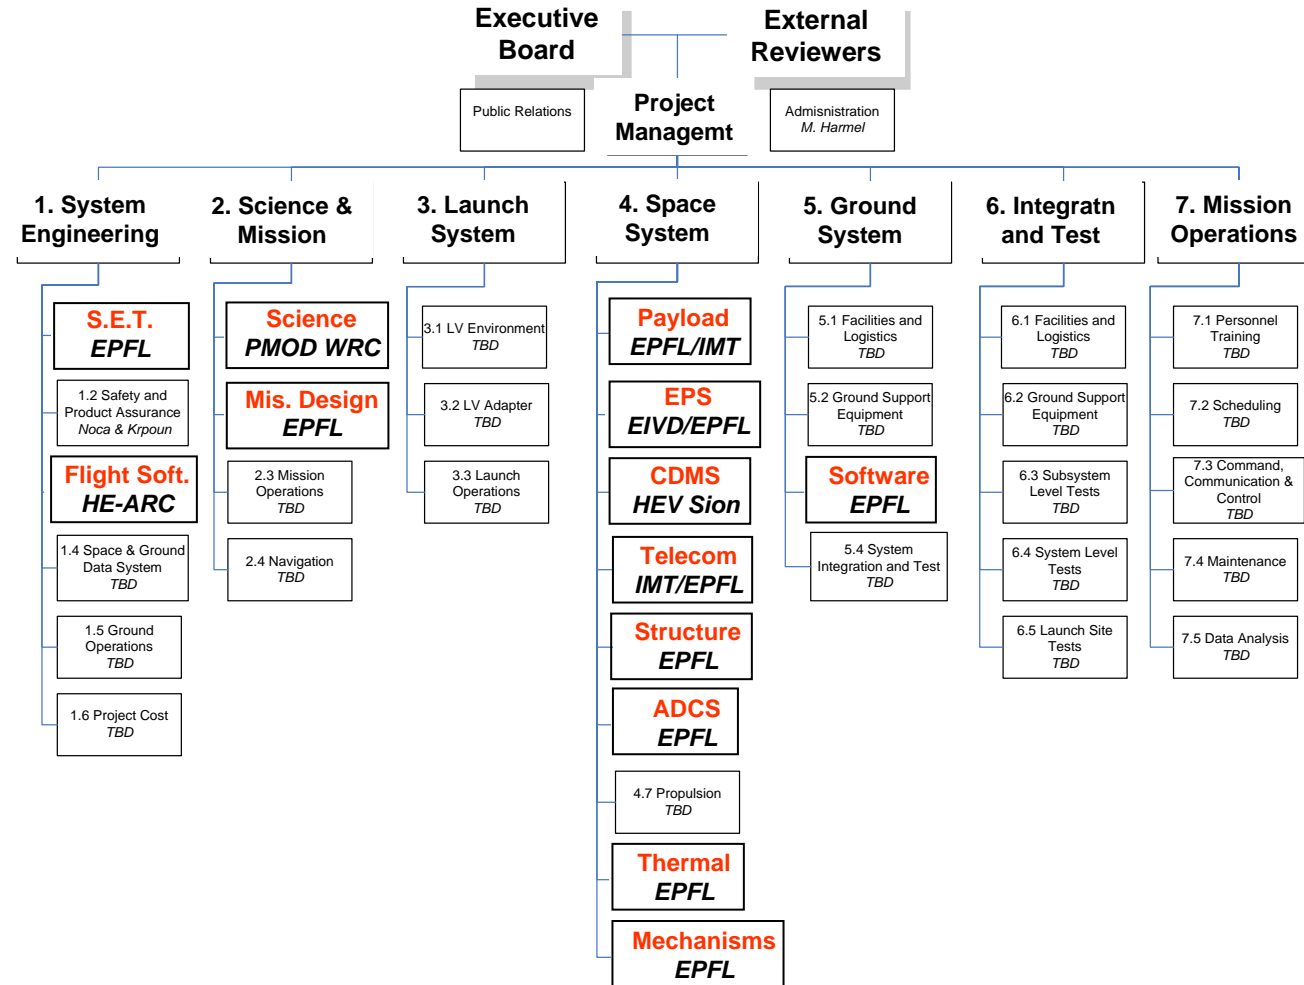 Executive
Board
External
Reviewers
Public Relations
Project
Managemt
Admisnistration
M. Harmel
1. System
Engineering
2. Science &
Mission
3. Launch
System
4. Space
System
5. Ground
System
6. Integratn
and Test
7. Mission
Operations
S.E.T.
EPFL
1.2 Safety and
Product Assurance
Noca & Krpoun
Flight Soft.
HE-ARC
1.4 Space & Ground
Data System
TBD
1.5 Ground
Operations
TBD
1.6 Project Cost
TBD
Science
PMOD WRC
Mis. Design
EPFL
2.3 Mission
Operations
TBD
2.4 Navigation
TBD
3.1 LV Environment
TBD
3.2 LV Adapter
TBD
3.3 Launch
Operations
TBD
Payload
EPFL/IMT
EPS
EIVD/EPFL
CDMS
HEV Sion
Telecom
IMT/EPFL
Structure
EPFL
ADCS
EPFL
4.7 Propulsion
TBD
Thermal
EPFL
Mechanisms
EPFL
5.1 Facilities and
Logistics
TBD
5.2 Ground Support
Equipment
TBD
Software
EPFL
5.4 System
Integration and Test
TBD
6.1 Facilities and
Logistics
TBD
6.2 Ground Support
Equipment
TBD
6.3 Subsystem
Level Tests
TBD
6.4 System Level
Tests
TBD
6.5 Launch Site
Tests
TBD
7.1 Personnel
Training
TBD
7.2 Scheduling
TBD
7.3 Command,
Communication &
Control
TBD
7.4 Maintenance
TBD
7.5 Data Analysis
TBD